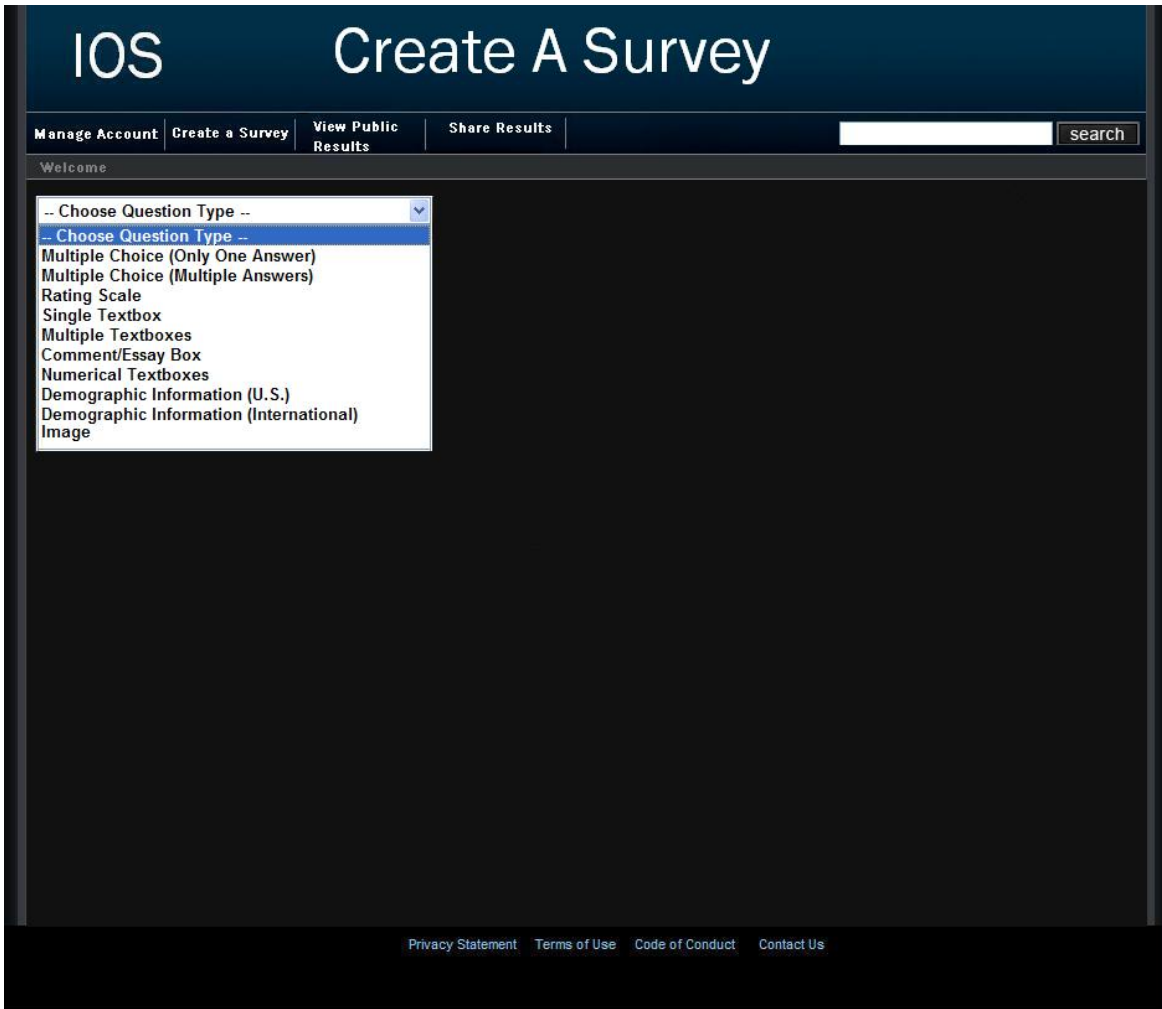 IOS Create A Survey
Manage Account Create a Survey View Public Results Share Results search
Welcome
-- Choose Question Type --
-- Choose Question Type --
Multiple Choice (Only One Answer)
Multiple Choice (Multiple Answers)
Rating Scale
Single Textbox
Multiple Textboxes
Comment/Essay Box
Numerical Textboxes
Demographic Information (U.S.)
Demographic Information (International)
Image
Privacy Statement Terms of Use Code of Conduct Contact Us